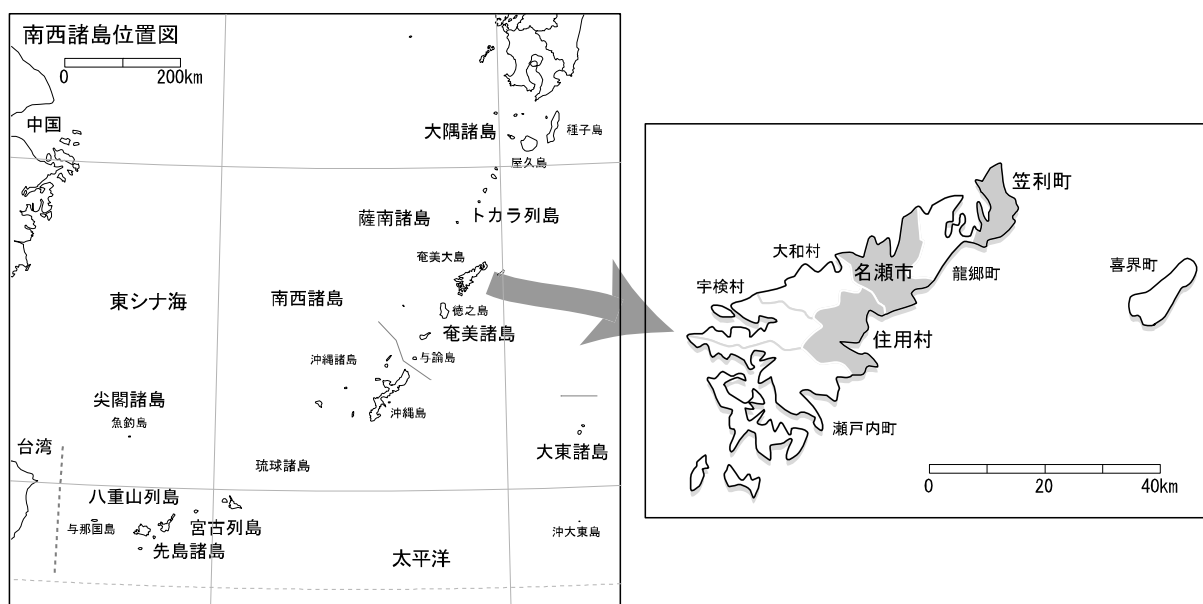 南西諸島位置図
0
200km
中国
大隅諸島
種子島
屋久島
薩南諸島
トカラ列島
奄美大島
東シナ海
南西諸島
徳之島
奄美諸島
沖縄諸島
与論島
尖閣諸島
魚釣島
沖縄島
台湾
琉球諸島
大東諸島
八重山列島
与那国島
宮古列島
先島諸島
沖大東島
太平洋
笠利町
大和村
名瀬市
龍郷町
喜界町
宇検村
住用村
瀬戸内町
0
20
40km